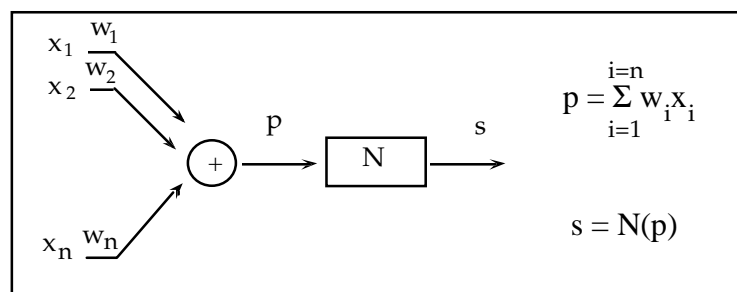 x1 w1
x2 w2
xn wn
+
p
N
s
i=n
p = Σ wixi
i=1
s = N(p)